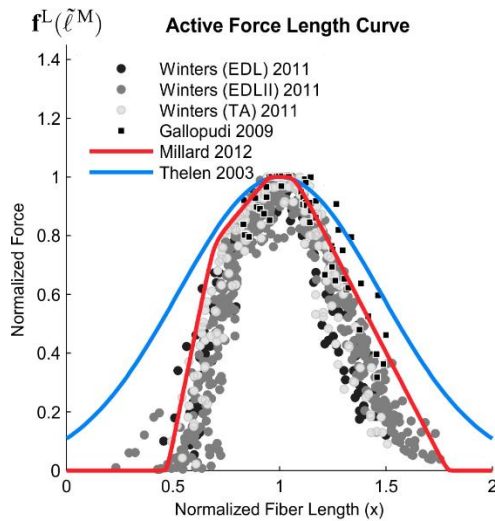 f^L(ℓ̃^M)
Active Force Length Curve
1.4
1.2
1
0.8
0.6
0.4
0.2
0
Normalized Force
Winters (EDL) 2011
Winters (EDLII) 2011
Winters (TA) 2011
Gallopudi 2009
Millard 2012
Thelen 2003
0 0.5 1 1.5 2
Normalized Fiber Length (x)